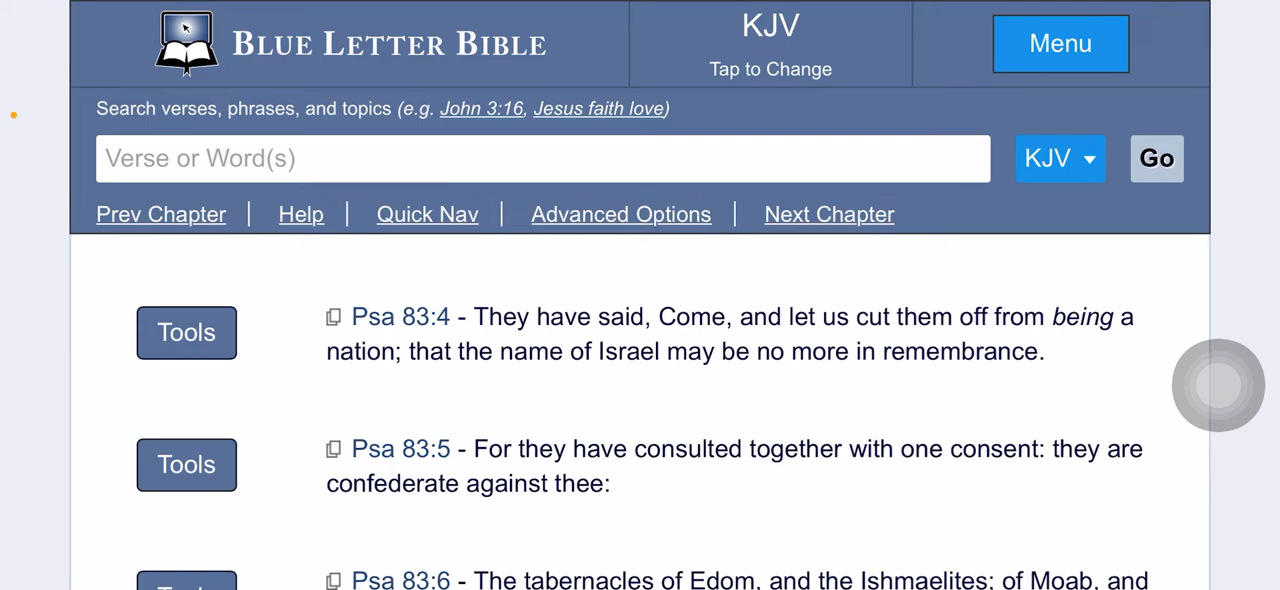 BLUE LETTER BIBLE
KJV
Tap to Change
Menu
Search verses, phrases, and topics (e.g. John 3:16, Jesus faith love)
Verse or Word(s)
KJV
Go
Prev Chapter | Help | Quick Nav | Advanced Options | Next Chapter
Tools
Psa 83:4 - They have said, Come, and let us cut them off from being a
nation; that the name of Israel may be no more in remembrance.
Tools
Psa 83:5 - For they have consulted together with one consent: they are
confederate against thee:
Tools
Psa 83:6 - The tabernacles of Edom, and the Ishmaelites; of Moab, and